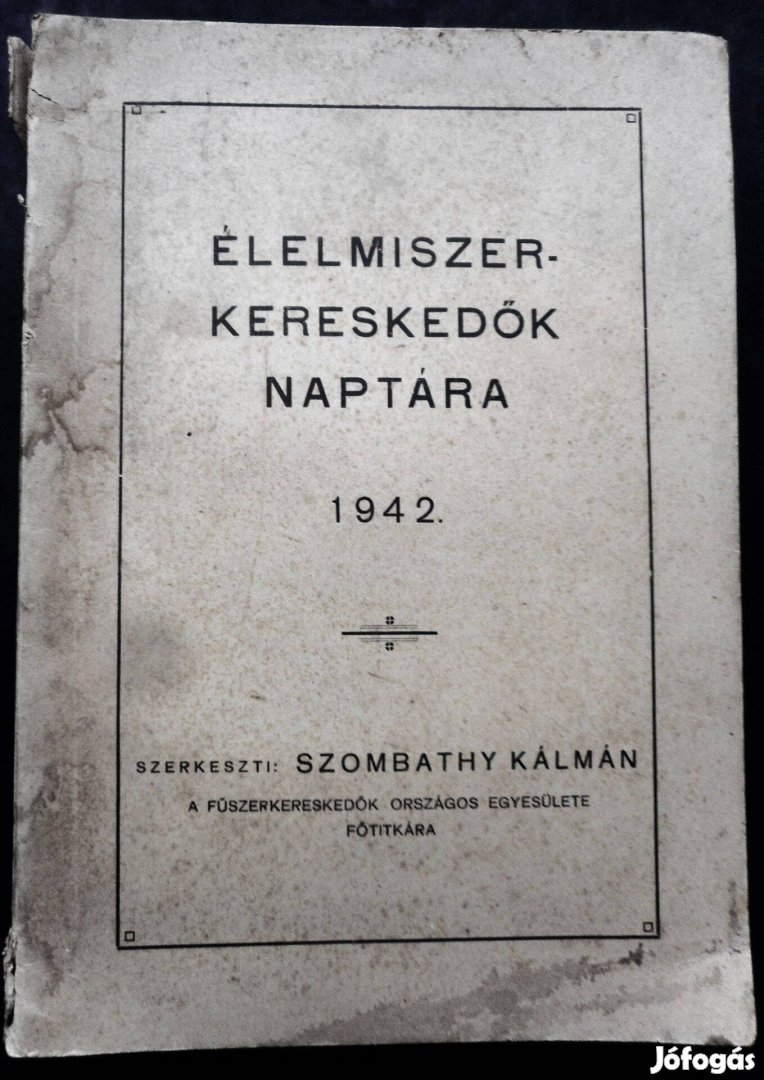 ÉLELMISZER-
KERESKEDŐK
NAPTÁRA
1942.
SZERKESZTI: SZOMBATHY KÁLMÁN
A FŰSZERKERESKEDŐK ORSZÁGOS EGYESÜLETE
FŐTITKÁRA
Jófogás